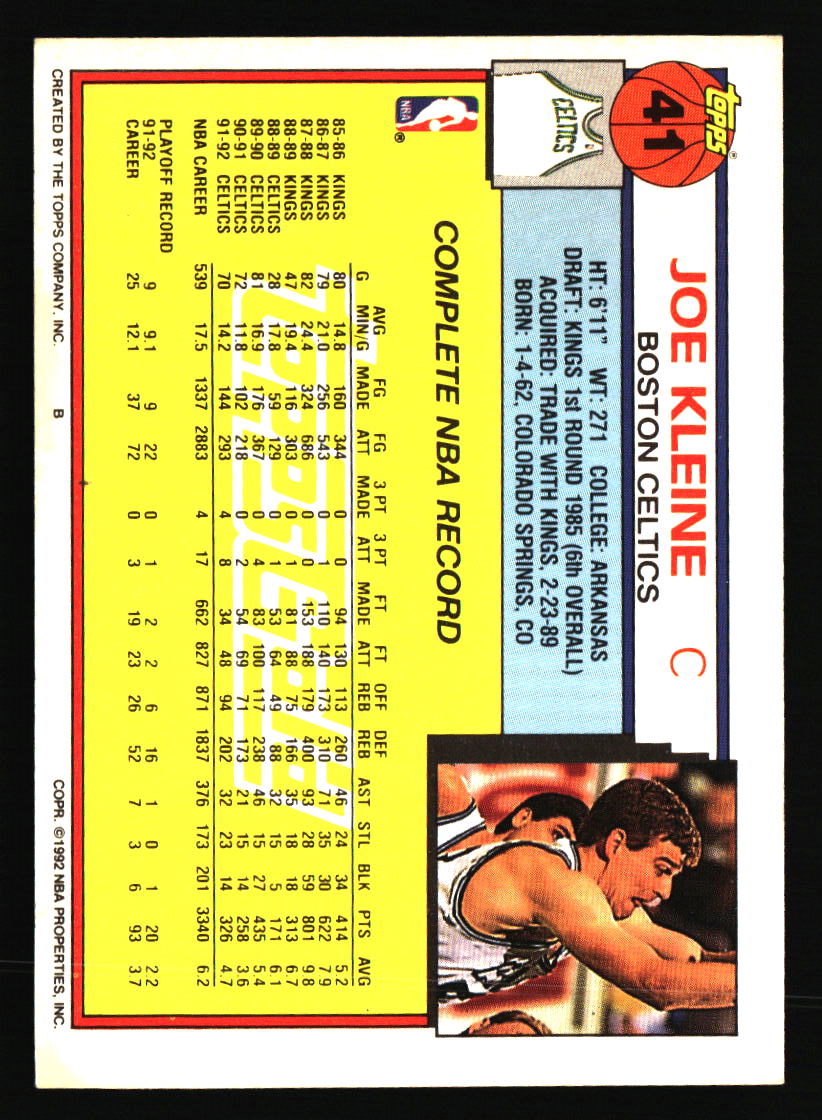 topps®
41
JOE KLEINE C
BOSTON CELTICS
CELTICS
HT: 6'11" WT: 271 COLLEGE: ARKANSAS
DRAFT: KINGS 1st ROUND 1985 (6th OVERALL)
ACQUIRED: TRADE WITH KINGS, 2-23-89
BORN: 1-4-62, COLORADO SPRINGS, CO
NBA ®
COMPLETE NBA RECORD
G AVG MIN/G FG MADE FG ATT 3 PT MADE 3 PT ATT FT MADE FT ATT OFF REB DEF REB AST STL BLK PTS AVG
85-86 KINGS 80 14.8 160 344 0 0 94 130 113 260 46 24 34 414 5.2
86-87 KINGS 79 21.0 256 543 0 1 110 140 173 310 71 35 30 622 7.9
87-88 KINGS 82 24.4 324 686 0 0 153 188 179 400 93 28 59 801 9.8
88-89 KINGS 47 19.4 116 303 0 1 81 88 75 166 35 18 18 313 6.7
88-89 CELTICS 28 17.8 59 129 0 1 53 64 49 88 32 15 5 171 6.1
89-90 CELTICS 81 16.9 176 367 0 4 83 100 117 238 46 15 27 435 5.4
90-91 CELTICS 72 11.8 102 218 0 2 54 69 71 173 21 15 14 258 3.6
91-92 CELTICS 70 14.2 144 293 4 8 34 48 94 202 32 23 14 326 4.7
NBA CAREER 539 17.5 1337 2883 4 17 662 827 871 1837 376 173 201 3340 6.2
PLAYOFF RECORD
91-92 9 9.1 9 22 0 1 2 2 6 16 1 0 1 20 2.2
CAREER 25 12.1 37 72 0 3 19 23 26 52 7 3 6 93 3.7
CREATED BY THE TOPPS COMPANY, INC. B COPR. ©1992 NBA PROPERTIES, INC.